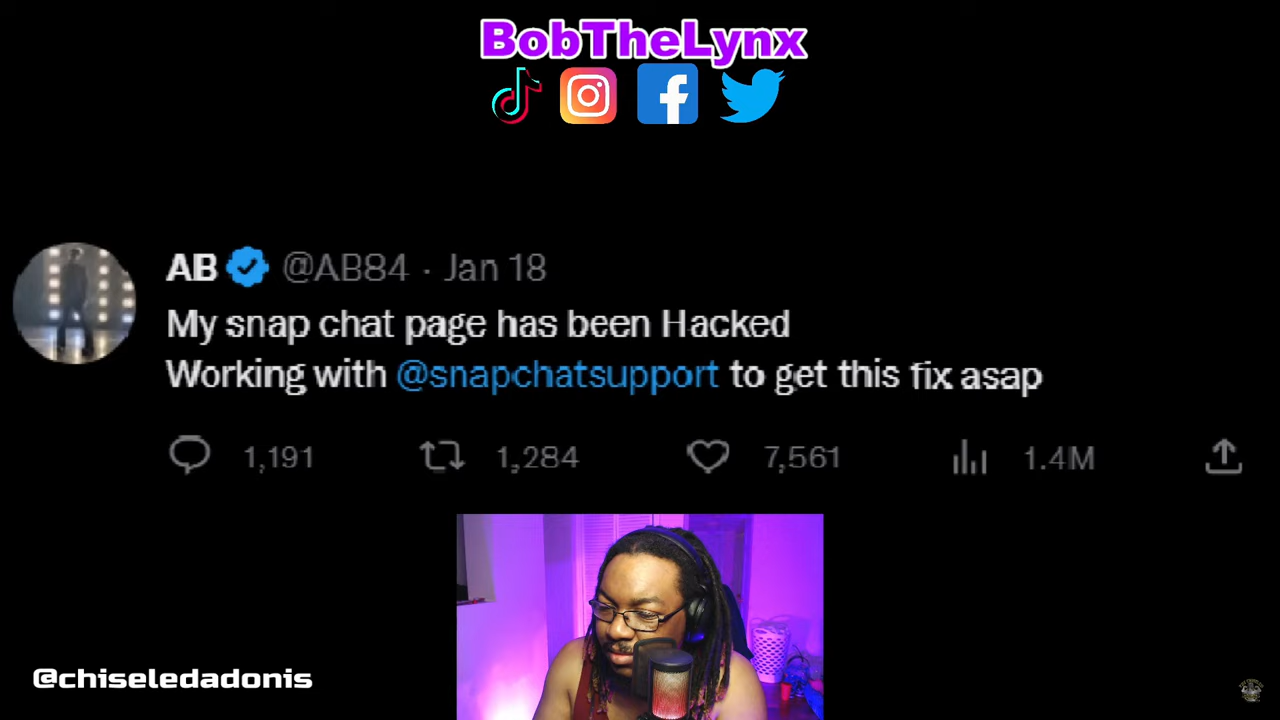 BobTheLynx
AB @AB84 · Jan 18
My snap chat page has been Hacked
Working with @snapchatsupport to get this fix asap
1,191 1,284 7,561 1.4M
@chiseledadonis